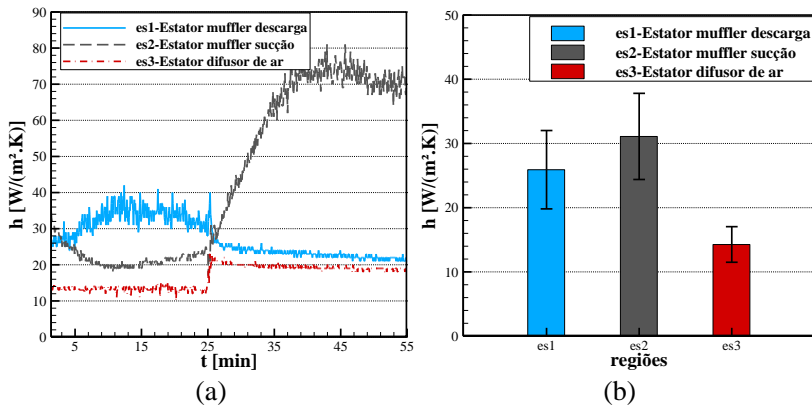 h [W/(m².K)]
90
80
70
60
50
40
30
20
10
0
es1-Estator muffler descarga
es2-Estator muffler sucção
es3-Estator difusor de ar
5
15
25
35
45
55
t [min]
(a)
h [W/(m².K)]
50
40
30
20
10
0
es1-Estator muffler descarga
es2-Estator muffler sucção
es3-Estator difusor de ar
es1
es2
es3
regiões
(b)